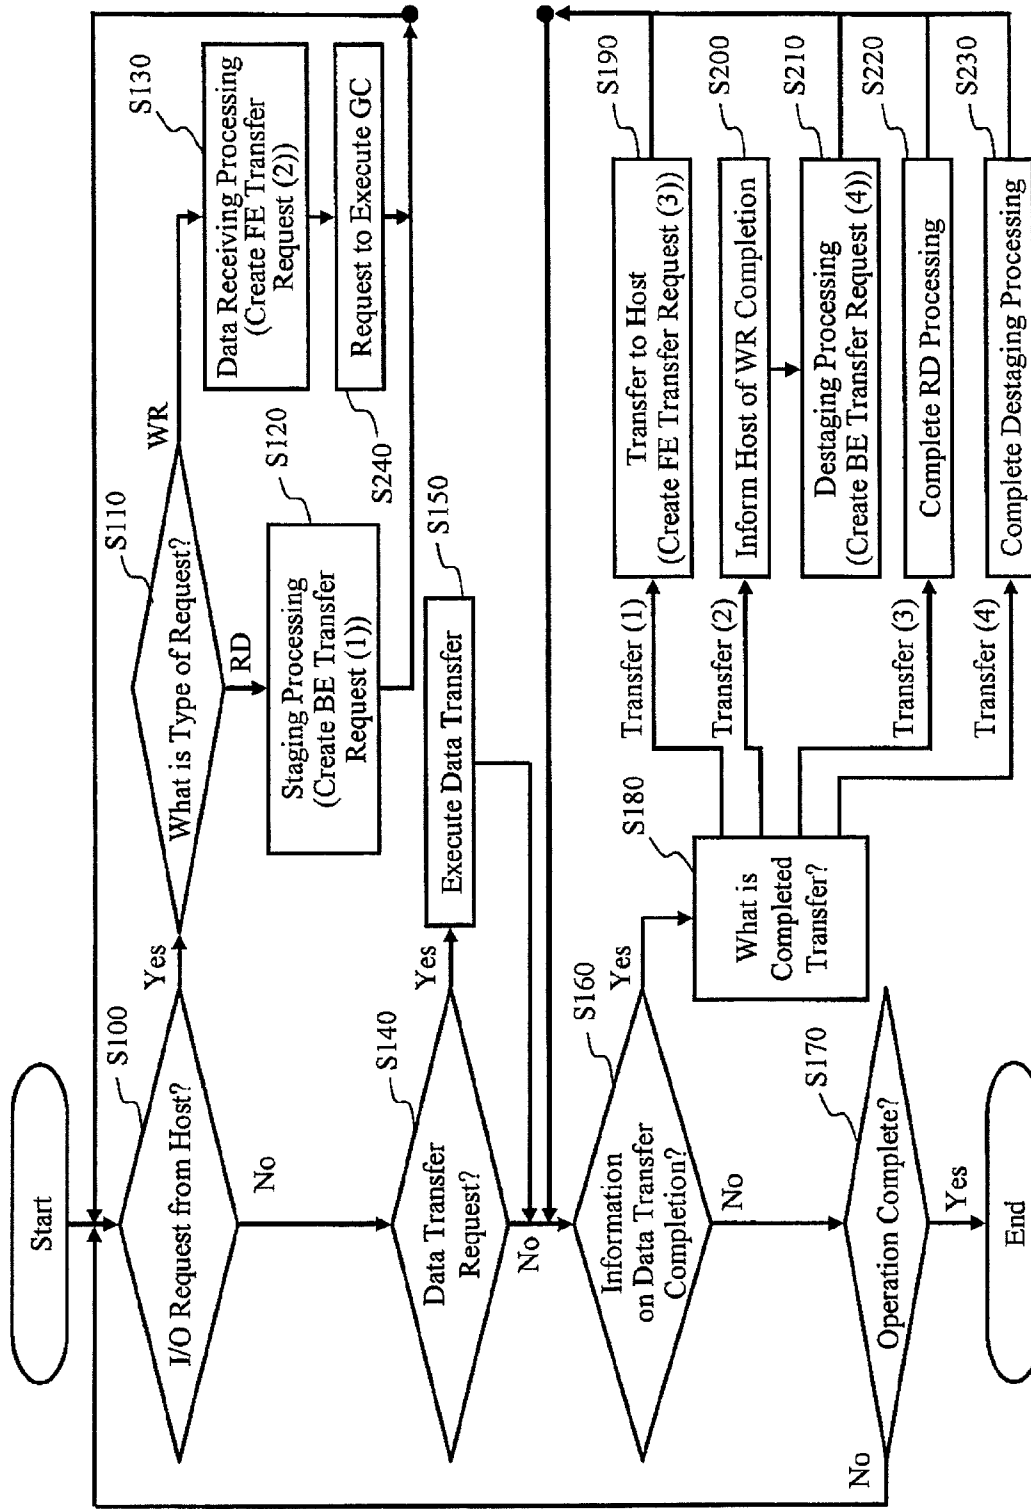 Start
S100
I/O Request from Host?
Yes
No
S110
What is Type of Request?
WR
RD
S130
Data Receiving Processing
(Create FE Transfer
Request (2))
S120
Staging Processing
(Create BE Transfer
Request (1))
S240
Request to Execute GC
S140
Data Transfer
Request?
Yes
No
S150
Execute Data Transfer
S160
Information
on Data Transfer
Completion?
Yes
No
S180
What is
Completed
Transfer?
Transfer (1)
S190
Transfer to Host
(Create FE Transfer Request (3))
Transfer (2)
S200
Inform Host of WR Completion
S210
Destaging Processing
(Create BE Transfer Request (4))
Transfer (3)
S220
Complete RD Processing
Transfer (4)
S230
Complete Destaging Processing
S170
Operation Complete?
No
Yes
End